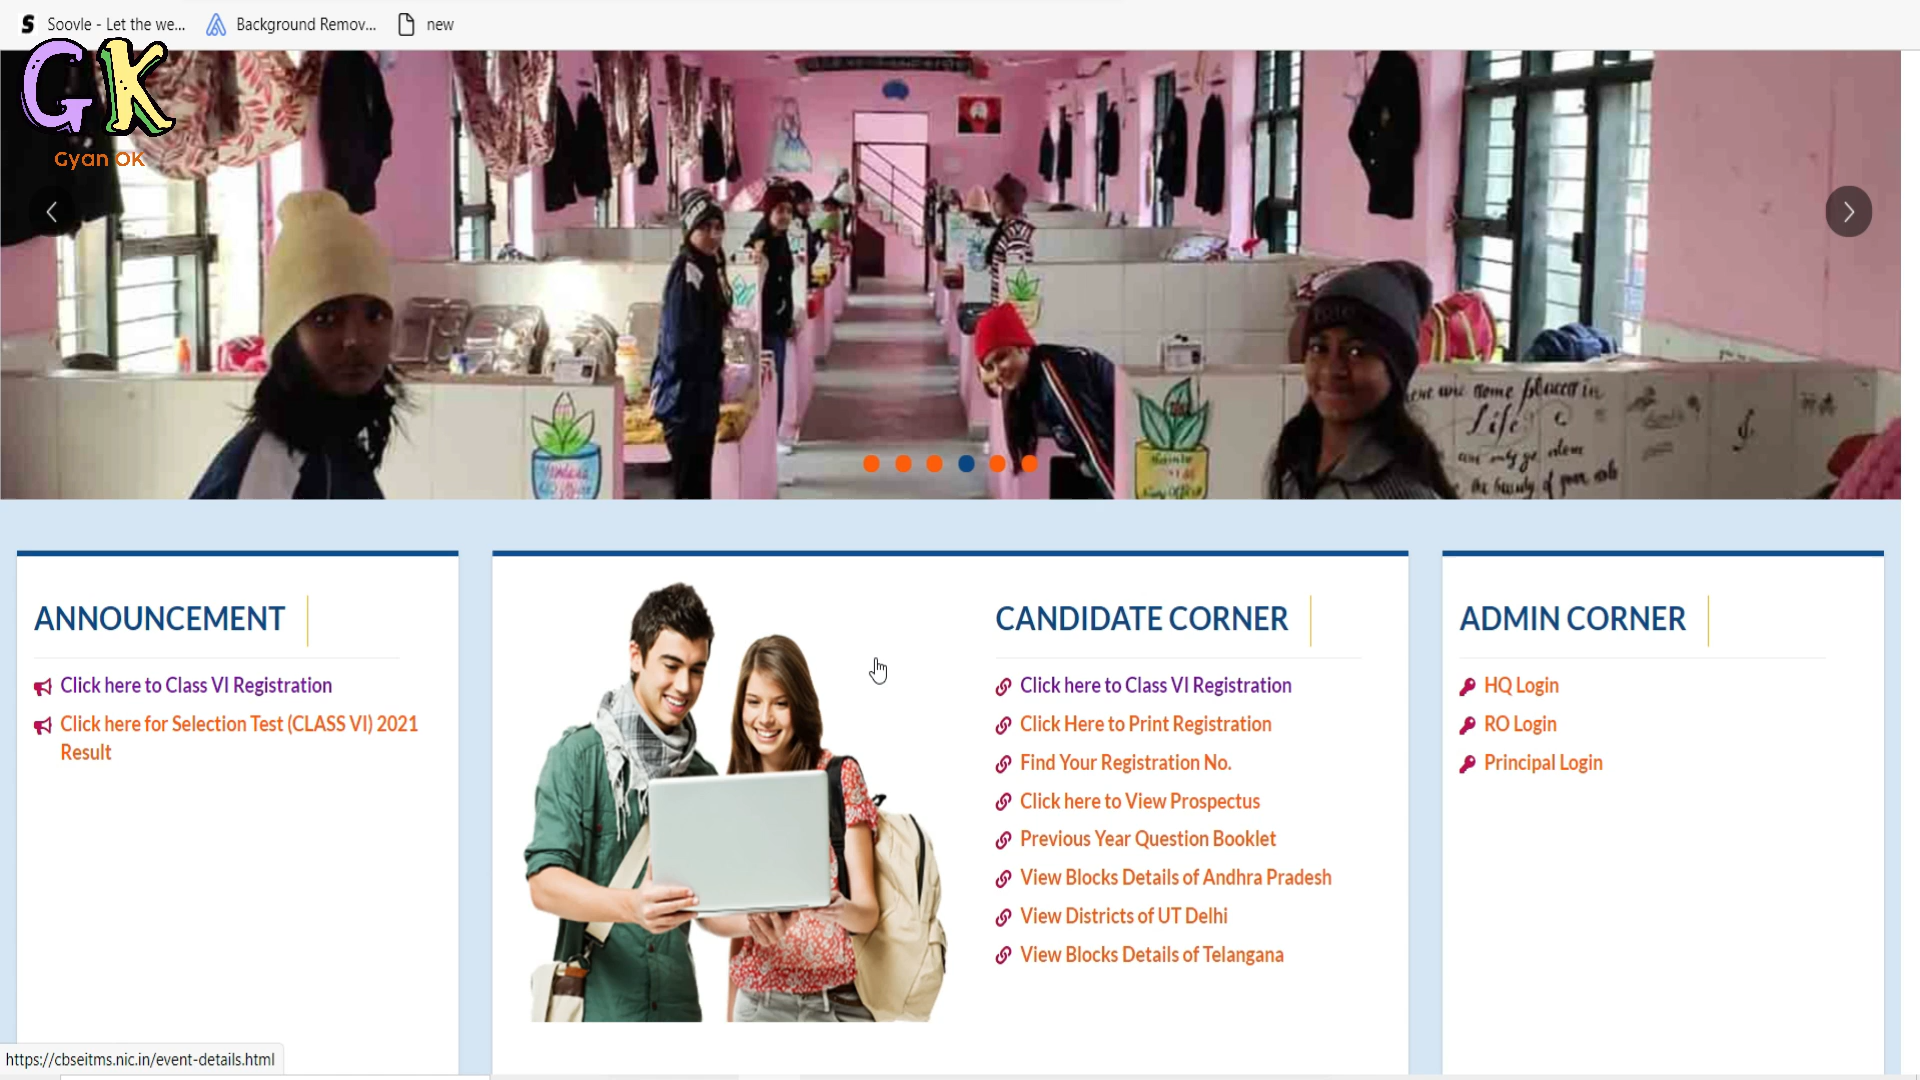 Soovle - Let the we...
Background Remov...
new
GK
Gyan OK
Life
ANNOUNCEMENT
Click here to Class VI Registration
Click here for Selection Test (CLASS VI) 2021
Result
CANDIDATE CORNER
Click here to Class VI Registration
Click Here to Print Registration
Find Your Registration No.
Click here to View Prospectus
Previous Year Question Booklet
View Blocks Details of Andhra Pradesh
View Districts of UT Delhi
View Blocks Details of Telangana
ADMIN CORNER
HQ Login
RO Login
Principal Login
https://cbseitms.nic.in/event-details.html